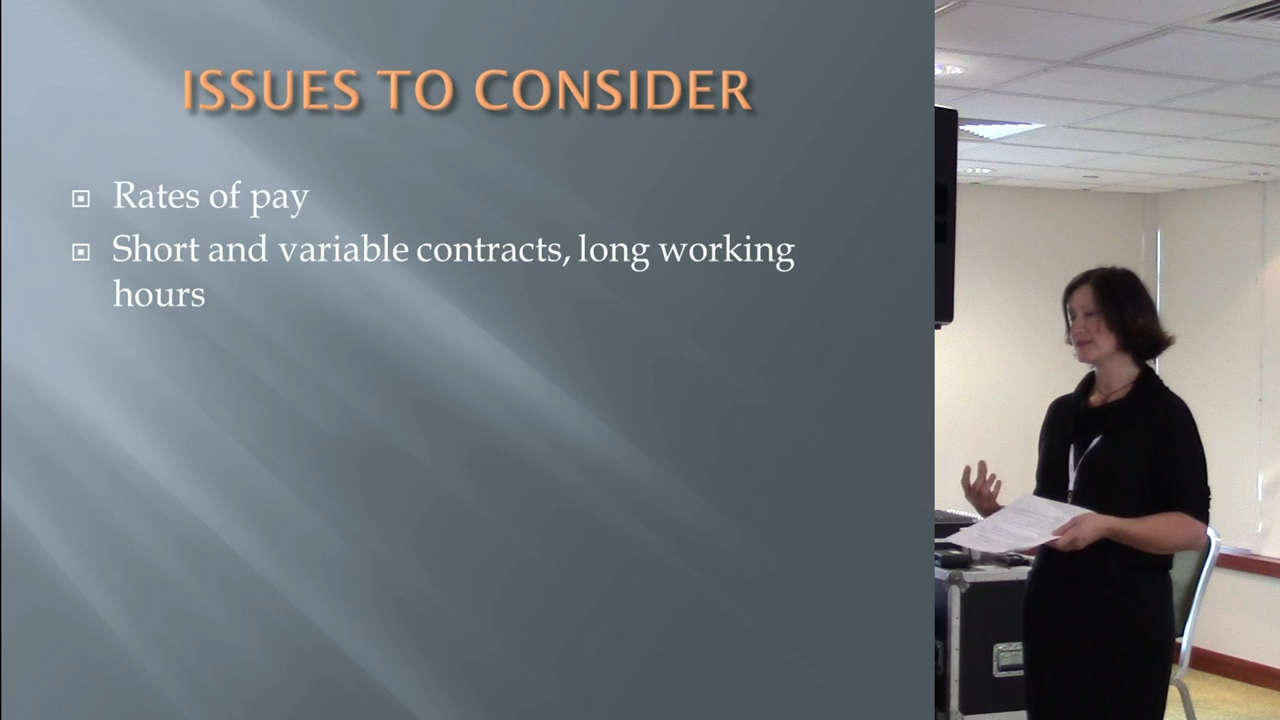 ISSUES TO CONSIDER
Rates of pay
Short and variable contracts, long working
hours